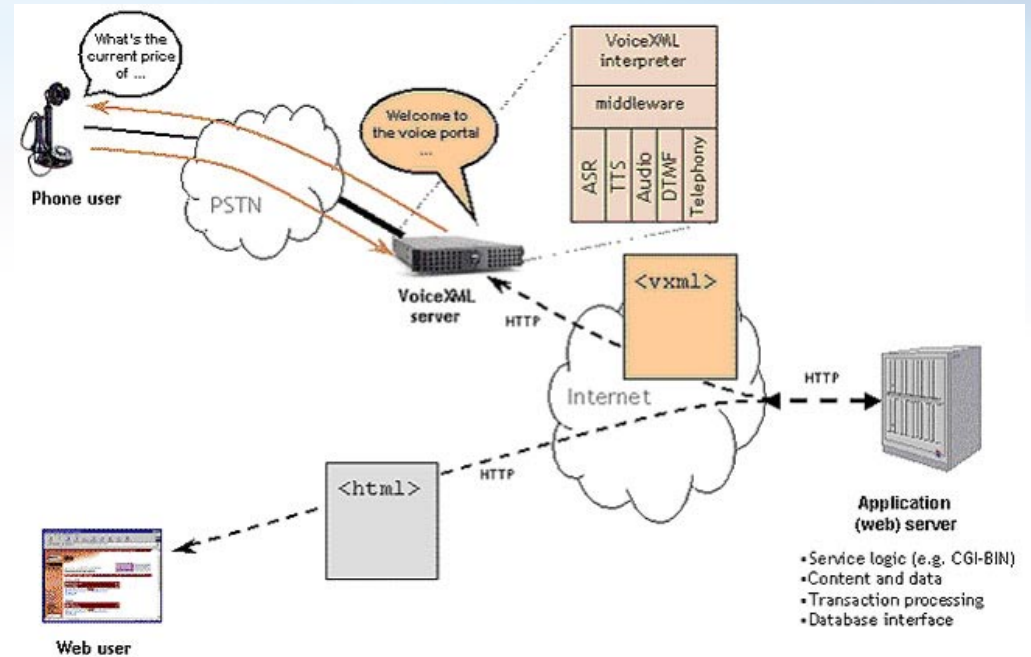 What's the
current price
of ...
Phone user
PSTN
Welcome to
the voice portal
...
VoiceXML
interpreter
middleware
ASR
TTS
Audio
DTMF
Telephony
VoiceXML
server
HTTP
<vxml>
Internet
HTTP
HTTP
<html>
Application
(web) server
▪Service logic (e.g. CGI-BIN)
▪Content and data
▪Transaction processing
▪Database interface
Web user